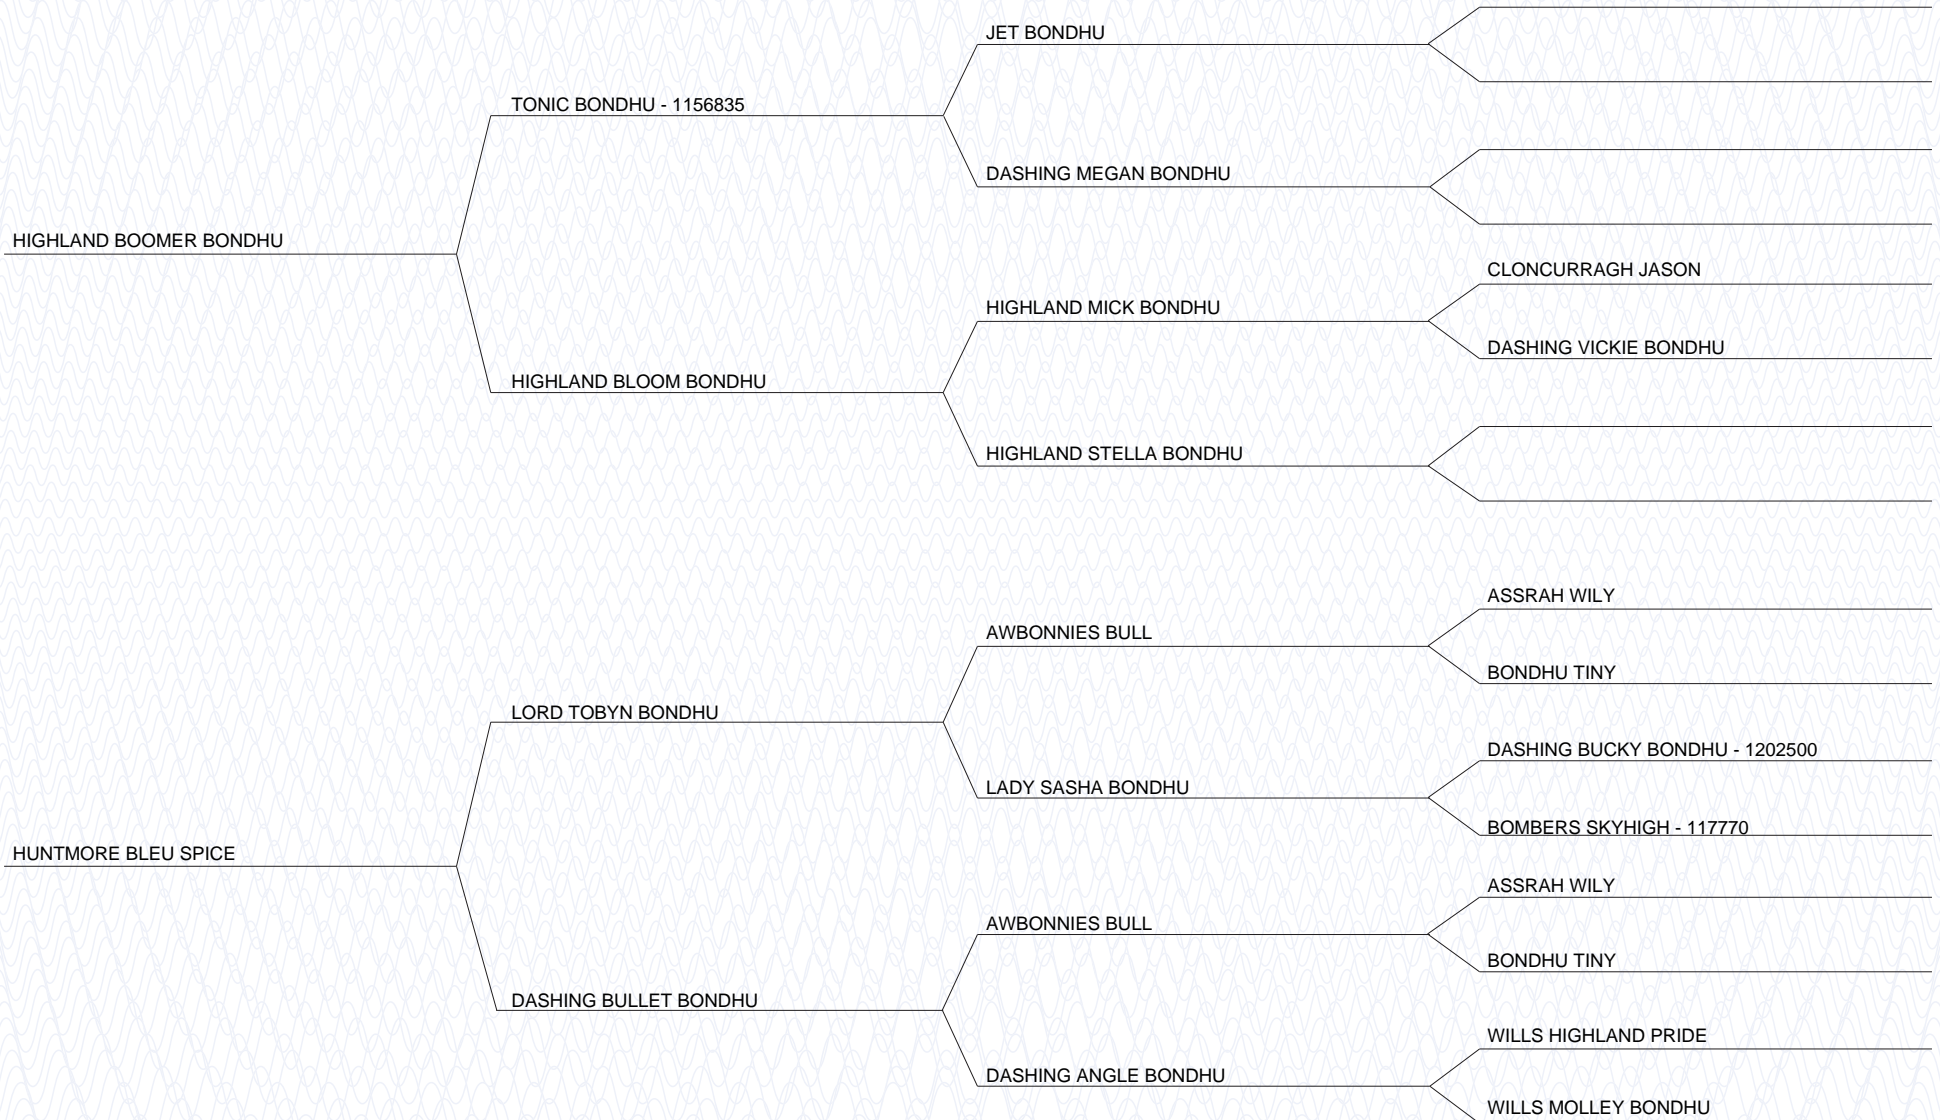 JET BONDHU
TONIC BONDHU - 1156835
DASHING MEGAN BONDHU
HIGHLAND BOOMER BONDHU
CLONCURRAGH JASON
HIGHLAND MICK BONDHU
DASHING VICKIE BONDHU
HIGHLAND BLOOM BONDHU
HIGHLAND STELLA BONDHU
ASSRAH WILY
AWBONNIES BULL
BONDHU TINY
LORD TOBYN BONDHU
DASHING BUCKY BONDHU - 1202500
LADY SASHA BONDHU
BOMBERS SKYHIGH - 117770
HUNTMORE BLEU SPICE
ASSRAH WILY
AWBONNIES BULL
BONDHU TINY
DASHING BULLET BONDHU
WILLS HIGHLAND PRIDE
DASHING ANGLE BONDHU
WILLS MOLLEY BONDHU